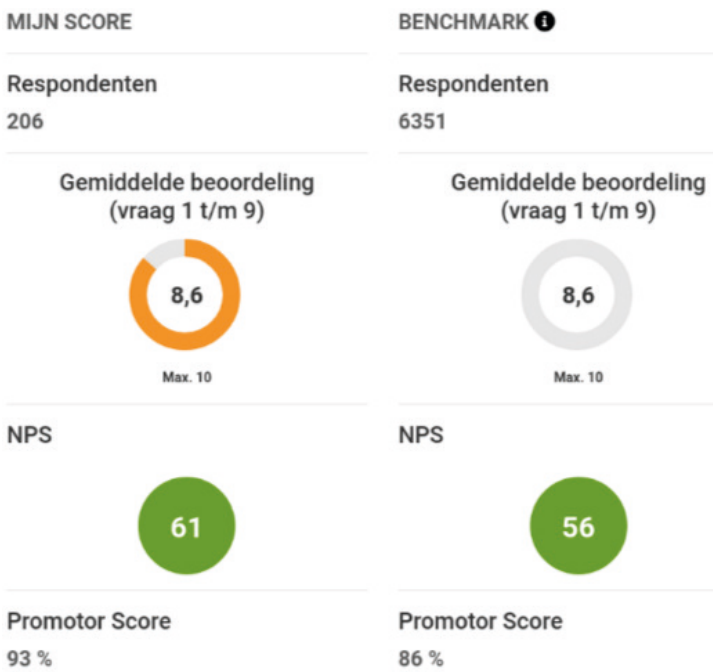 MIJN SCORE
Respondenten
206
Gemiddelde beoordeling
(vraag 1 t/m 9)
8,6
Max. 10
NPS
61
Promotor Score
93 %
BENCHMARK i
Respondenten
6351
Gemiddelde beoordeling
(vraag 1 t/m 9)
8,6
Max. 10
NPS
56
Promotor Score
86 %